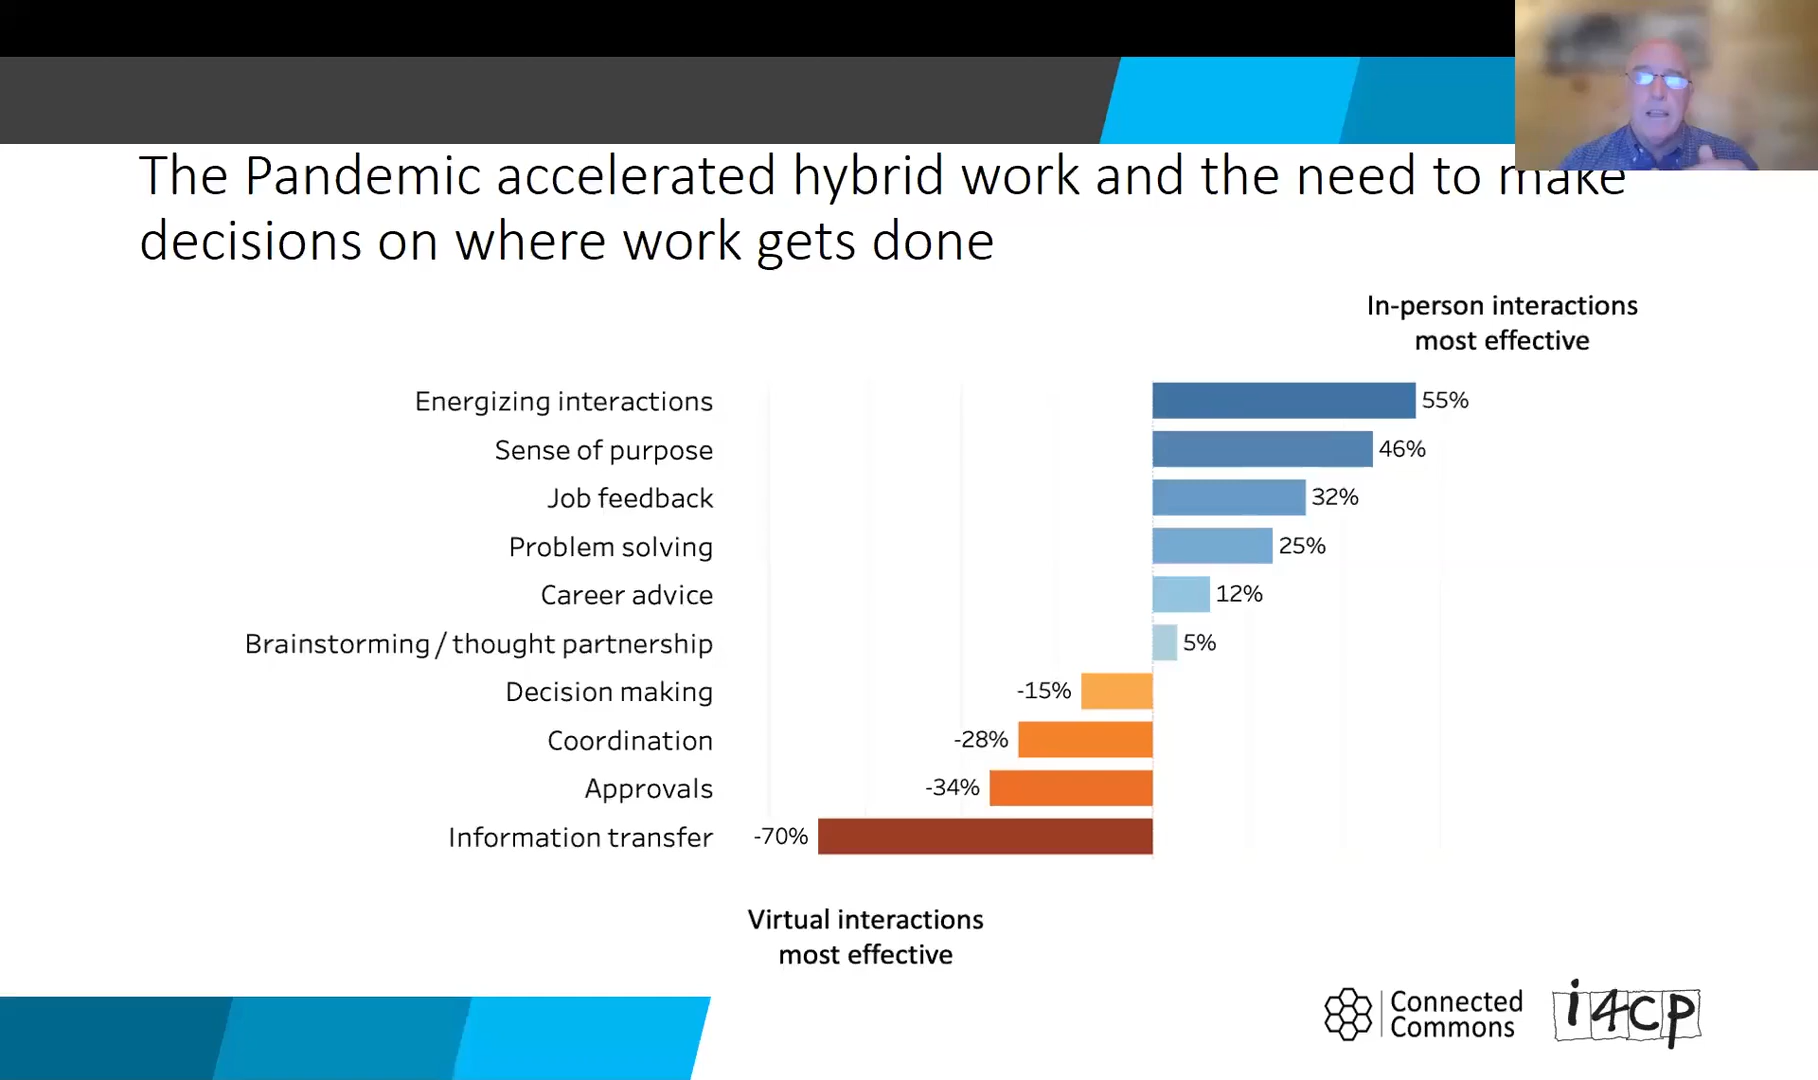 The Pandemic accelerated hybrid work and the need to make
decisions on where work gets done
In-person interactions
most effective
Energizing interactions 55%
Sense of purpose 46%
Job feedback 32%
Problem solving 25%
Career advice 12%
Brainstorming / thought partnership 5%
Decision making -15%
Coordination -28%
Approvals -34%
Information transfer -70%
Virtual interactions
most effective
Connected
Commons
i4cp